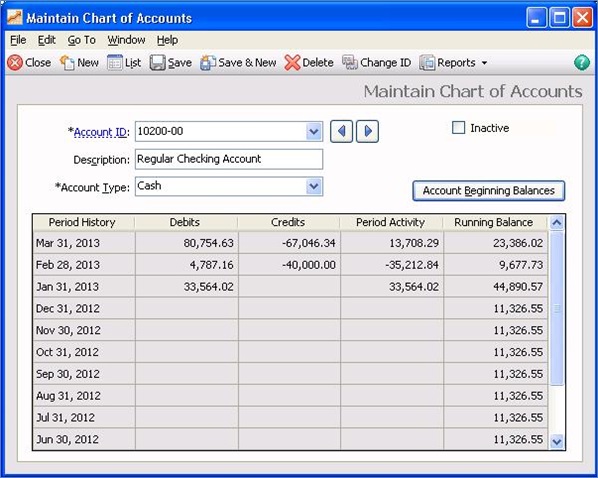 Maintain Chart of Accounts
File Edit Go To Window Help
Close New List Save Save & New Delete Change ID Reports ?
Maintain Chart of Accounts
*Account ID: 10200-00 Inactive
Description: Regular Checking Account
*Account Type: Cash Account Beginning Balances
Period History Debits Credits Period Activity Running Balance
Mar 31, 2013 80,754.63 -67,046.34 13,708.29 23,386.02
Feb 28, 2013 4,787.16 -40,000.00 -35,212.84 9,677.73
Jan 31, 2013 33,564.02 33,564.02 44,890.57
Dec 31, 2012 11,326.55
Nov 30, 2012 11,326.55
Oct 31, 2012 11,326.55
Sep 30, 2012 11,326.55
Aug 31, 2012 11,326.55
Jul 31, 2012 11,326.55
Jun 30, 2012 11,326.55